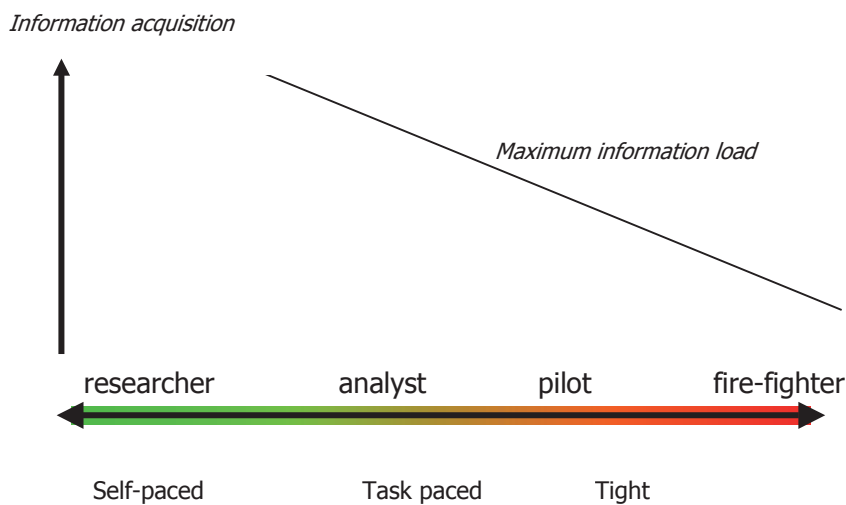 Information acquisition
Maximum information load
researcher analyst pilot fire-fighter
Self-paced Task paced Tight